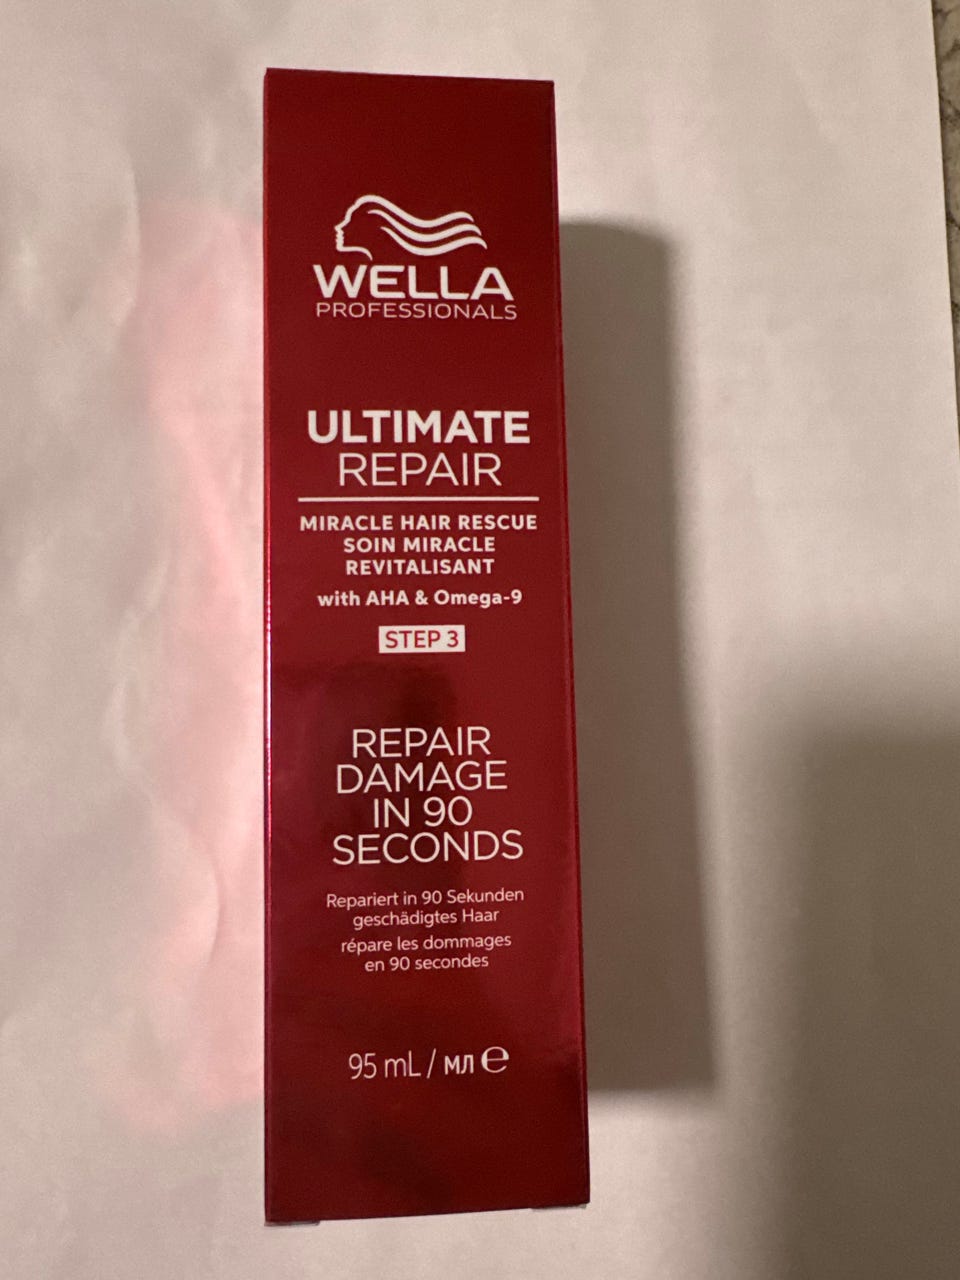 WELLA
PROFESSIONALS
ULTIMATE
REPAIR
MIRACLE HAIR RESCUE
SOIN MIRACLE
REVITALISANT
with AHA & Omega-9
STEP 3
REPAIR
DAMAGE
IN 90
SECONDS
Repariert in 90 Sekunden
geschädigtes Haar
répare les dommages
en 90 secondes
95 mL / мл ℮